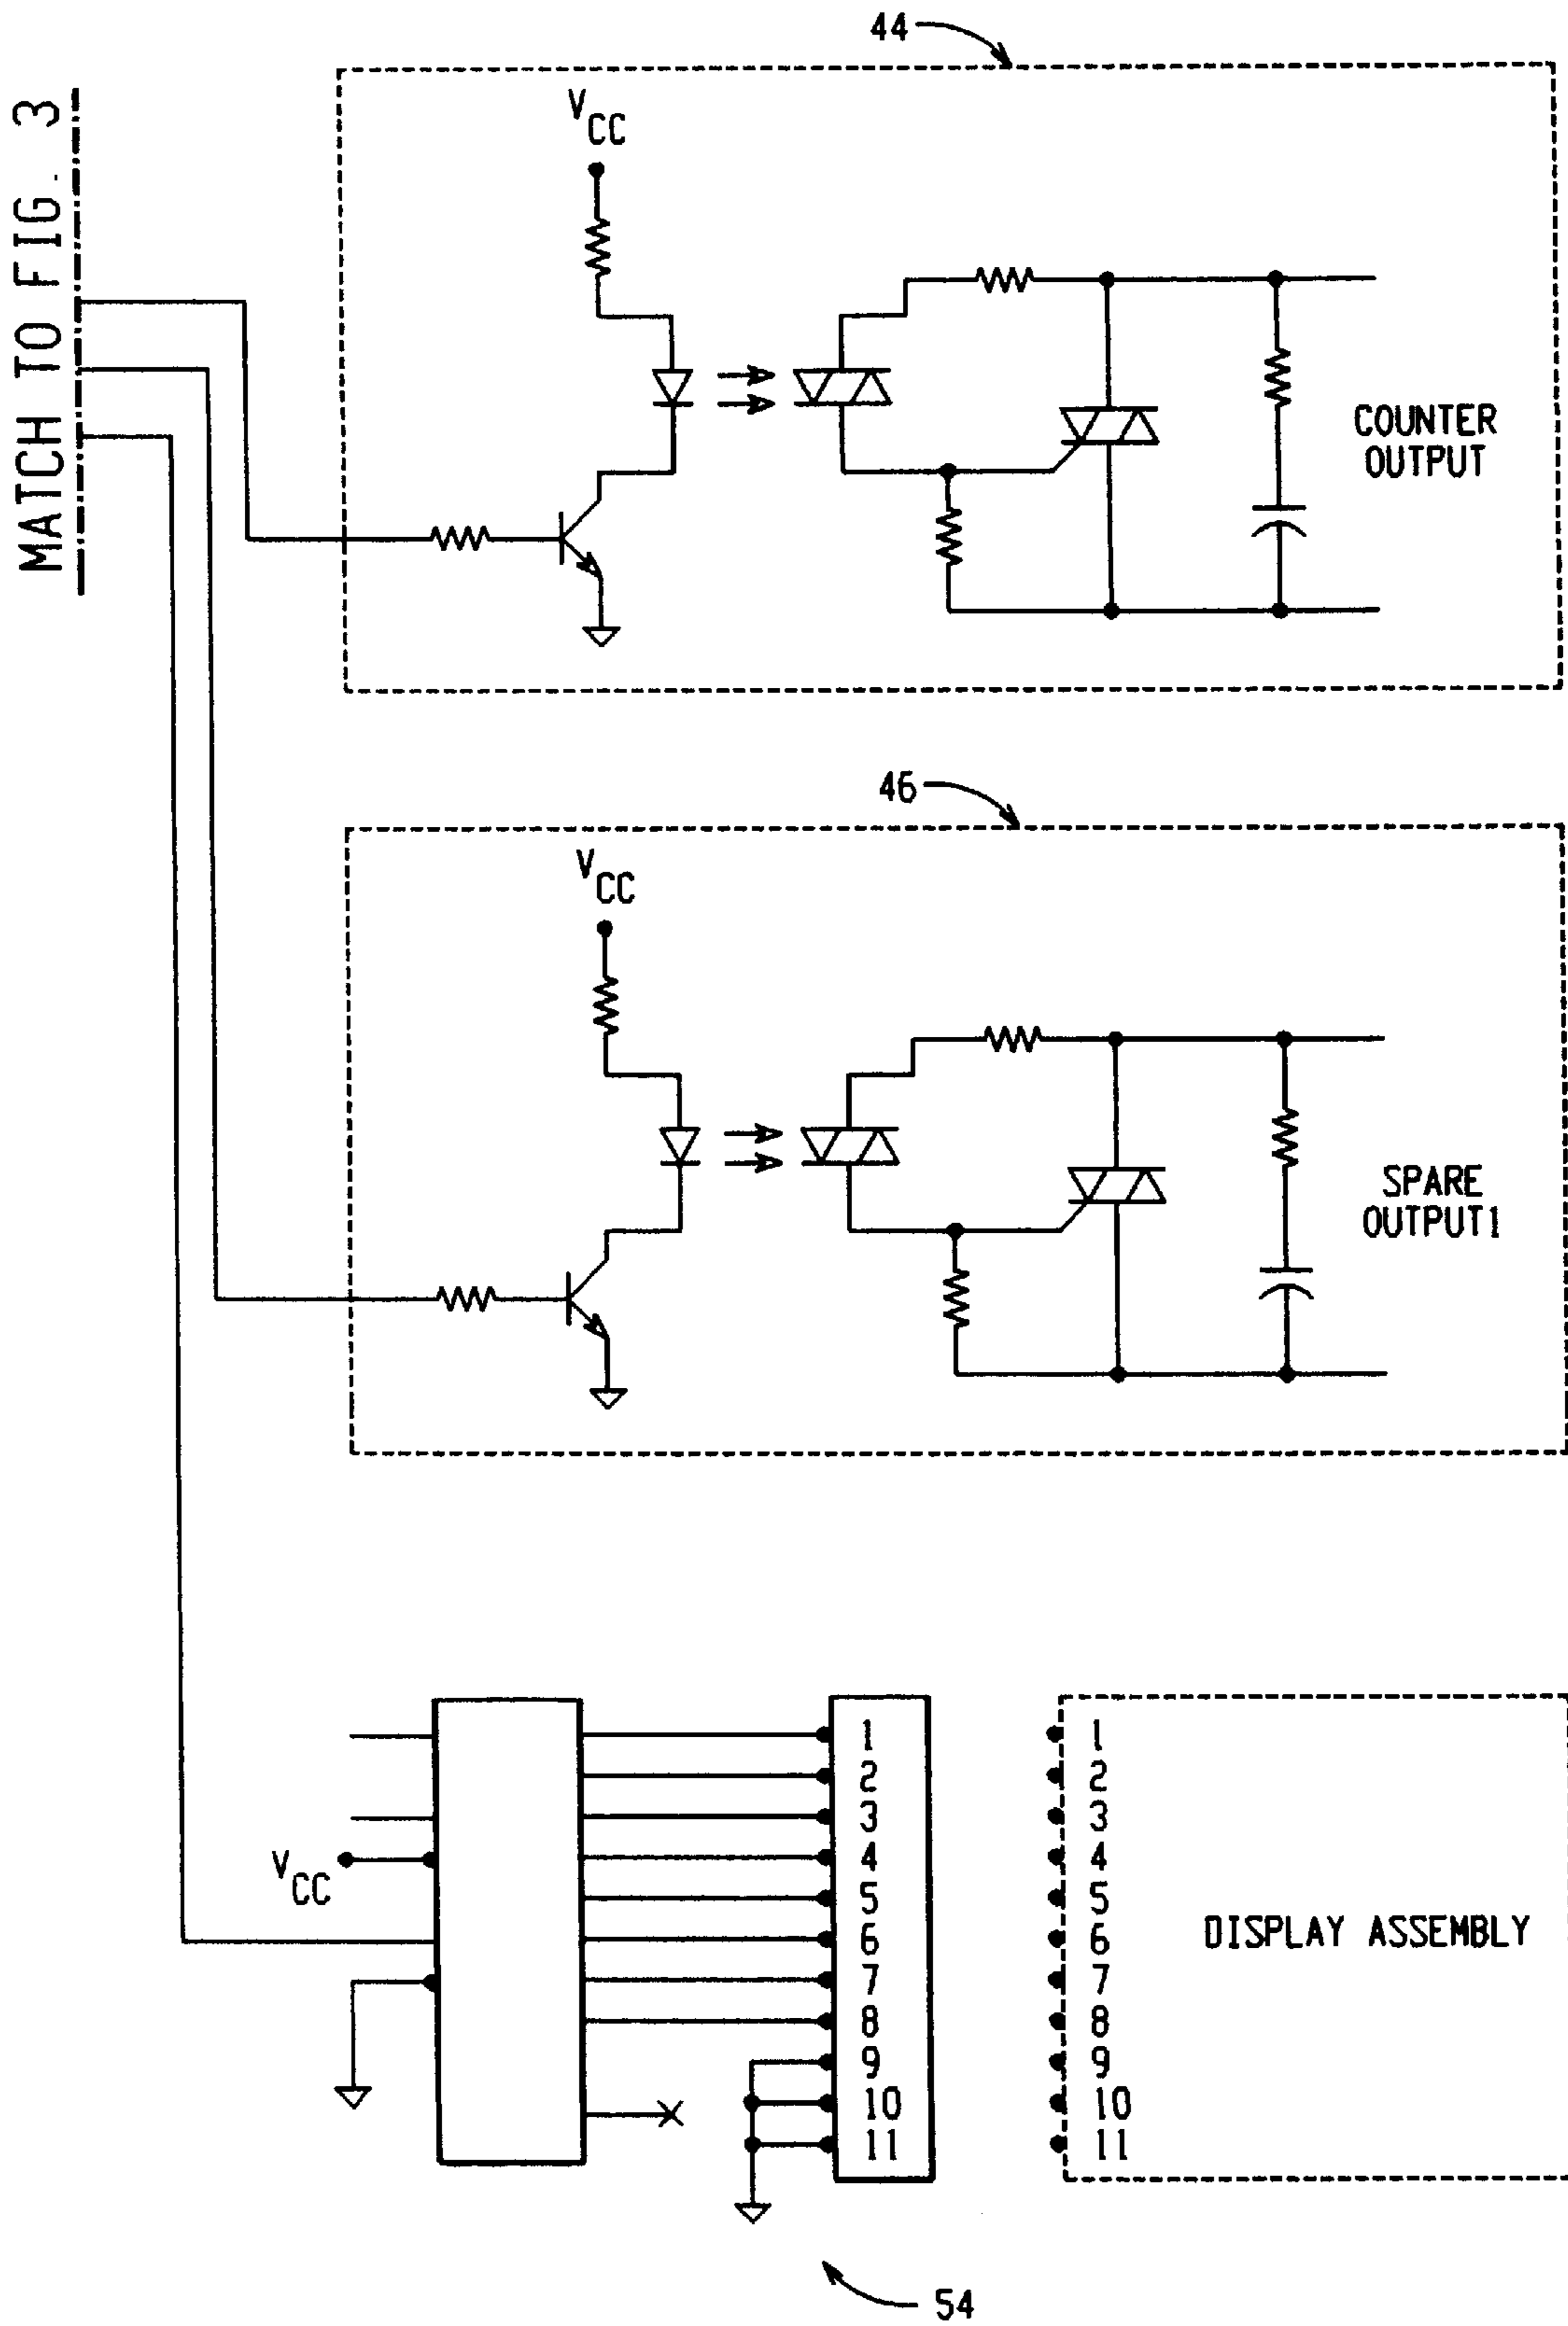 44
MATCH TO FIG. 3
VCC
COUNTER
OUTPUT
46
VCC
SPARE
OUTPUT1
1
2
3
4
5
6
7
8
9
10
11
VCC
1
2
3
4
5
6
7
8
9
10
11
DISPLAY ASSEMBLY
54